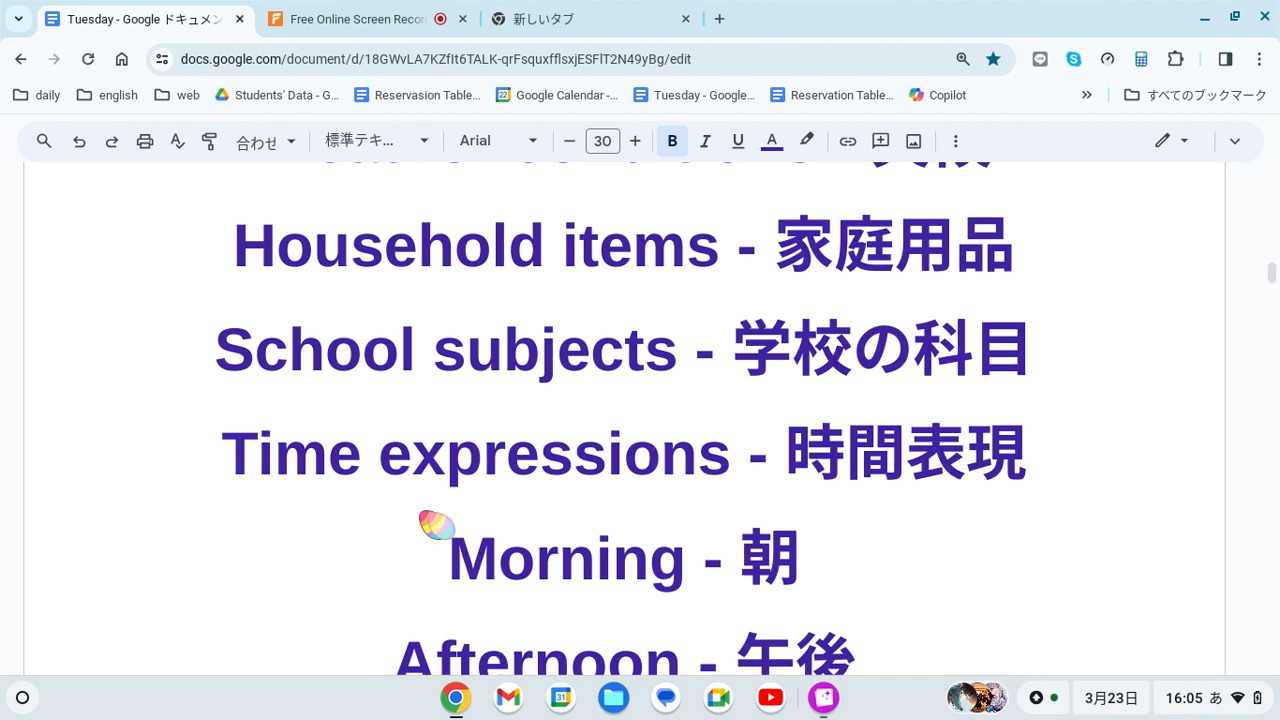 Tuesday - Google ドキュメン
Free Online Screen Recor
新しいタブ
docs.google.com/document/d/18GWvLA7KZfIt6TALK-qrFsquxfflsxjESFlT2N49yBg/edit
daily
english
web
Students' Data - G...
Reservasion Table...
Google Calendar -...
Tuesday - Google...
Reservation Table...
Copilot
すべてのブックマーク
合わせ
標準テキ...
Arial
30
B I U A
Household items - 家庭用品
School subjects - 学校の科目
Time expressions - 時間表現
Morning - 朝
Afternoon - 午後
3月23日
16:05 あ